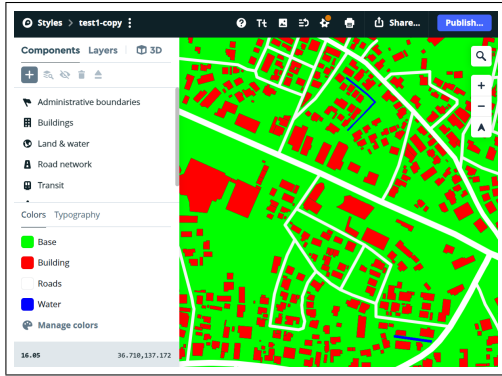 Styles > test1-copy
Tt
Share...
Publish...
Components Layers 3D
Administrative boundaries
Buildings
Land & water
Road network
Transit
Colors Typography
Base
Building
Roads
Water
Manage colors
16.05 36.710,137.172